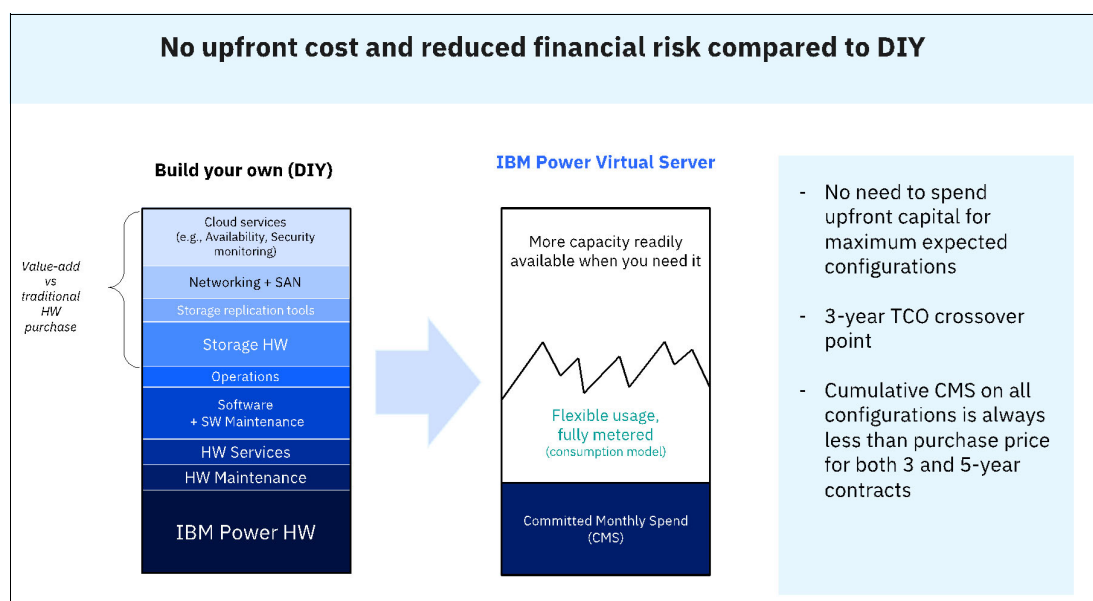 No upfront cost and reduced financial risk compared to DIY
Build your own (DIY)
Value-add
vs
traditional
HW
purchase
Cloud services
(e.g., Availability, Security
monitoring)
Networking + SAN
Storage replication tools
Storage HW
Operations
Software
+ SW Maintenance
HW Services
HW Maintenance
IBM Power HW
IBM Power Virtual Server
More capacity readily
available when you need it
Flexible usage,
fully metered
(consumption model)
Committed Monthly Spend
(CMS)
- No need to spend
upfront capital for
maximum expected
configurations
- 3-year TCO crossover
point
- Cumulative CMS on all
configurations is always
less than purchase price
for both 3 and 5-year
contracts